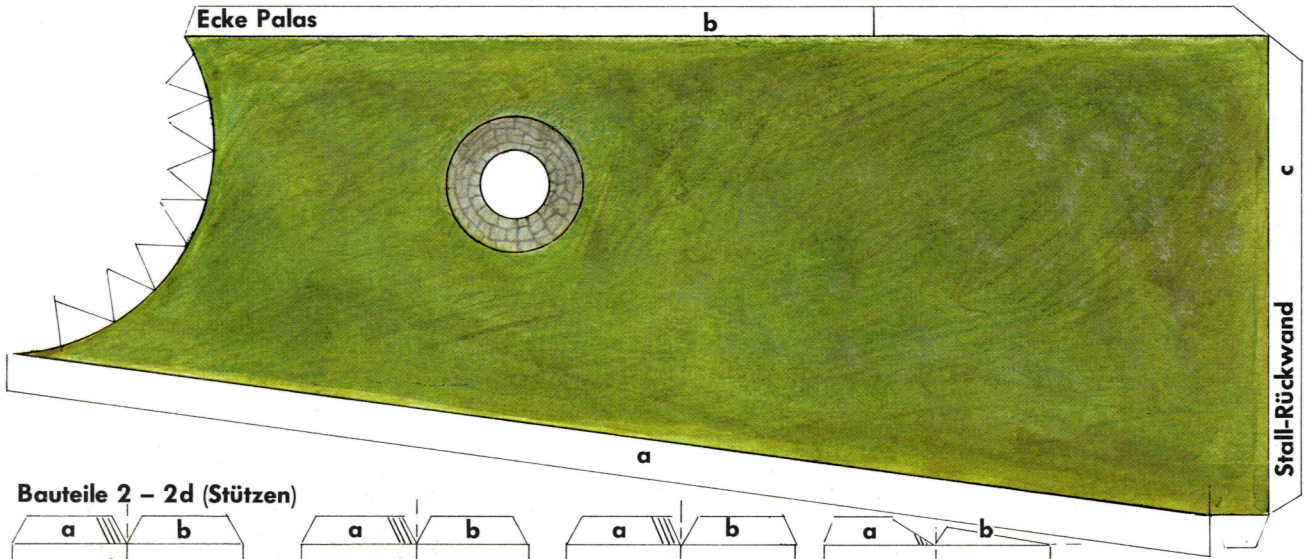 Ecke Palas
b
c
Stall-Rückwand
a
Bauteile 2 – 2d (Stützen)
a b a b a b a b